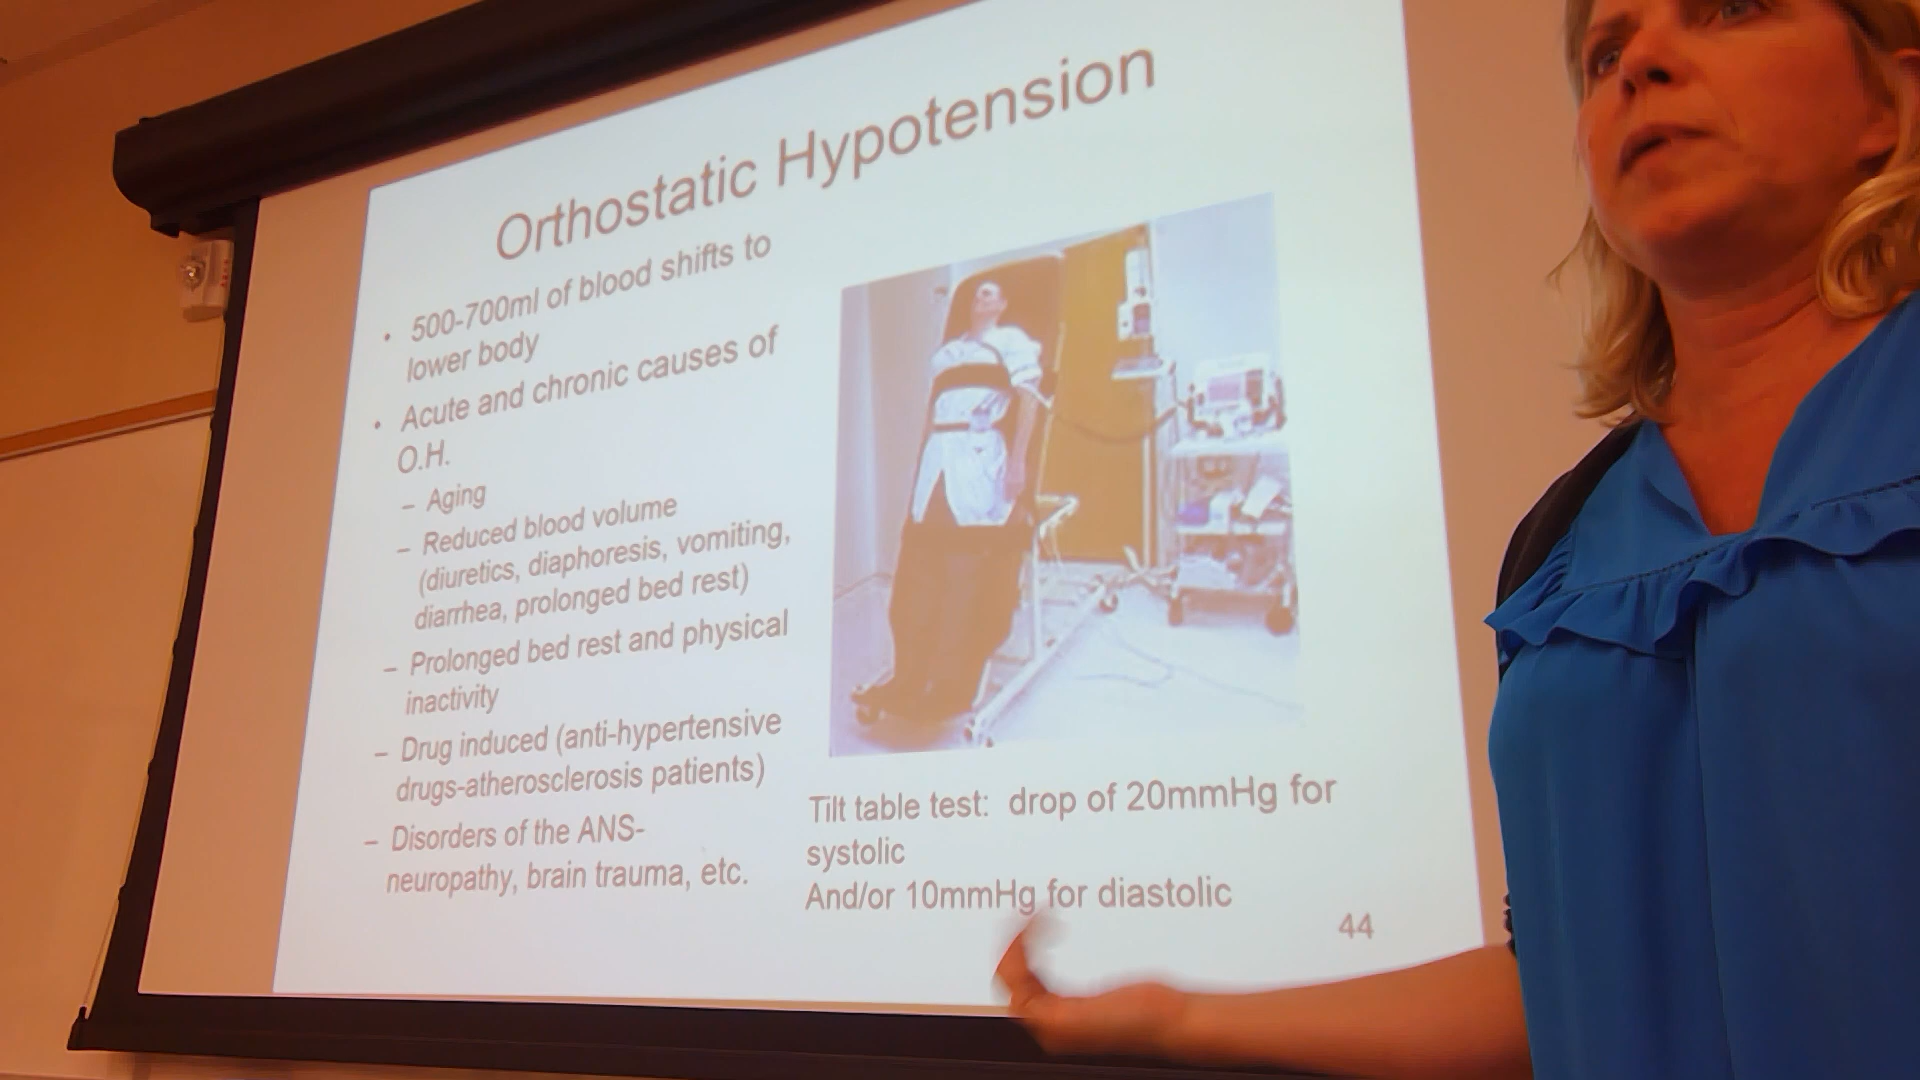 Orthostatic Hypotension
• 500-700ml of blood shifts to
lower body
• Acute and chronic causes of
O.H.
– Aging
– Reduced blood volume
(diuretics, diaphoresis, vomiting,
diarrhea, prolonged bed rest)
– Prolonged bed rest and physical
inactivity
– Drug induced (anti-hypertensive
drugs-atherosclerosis patients)
– Disorders of the ANS-
neuropathy, brain trauma, etc.
Tilt table test: drop of 20mmHg for
systolic
And/or 10mmHg for diastolic
44